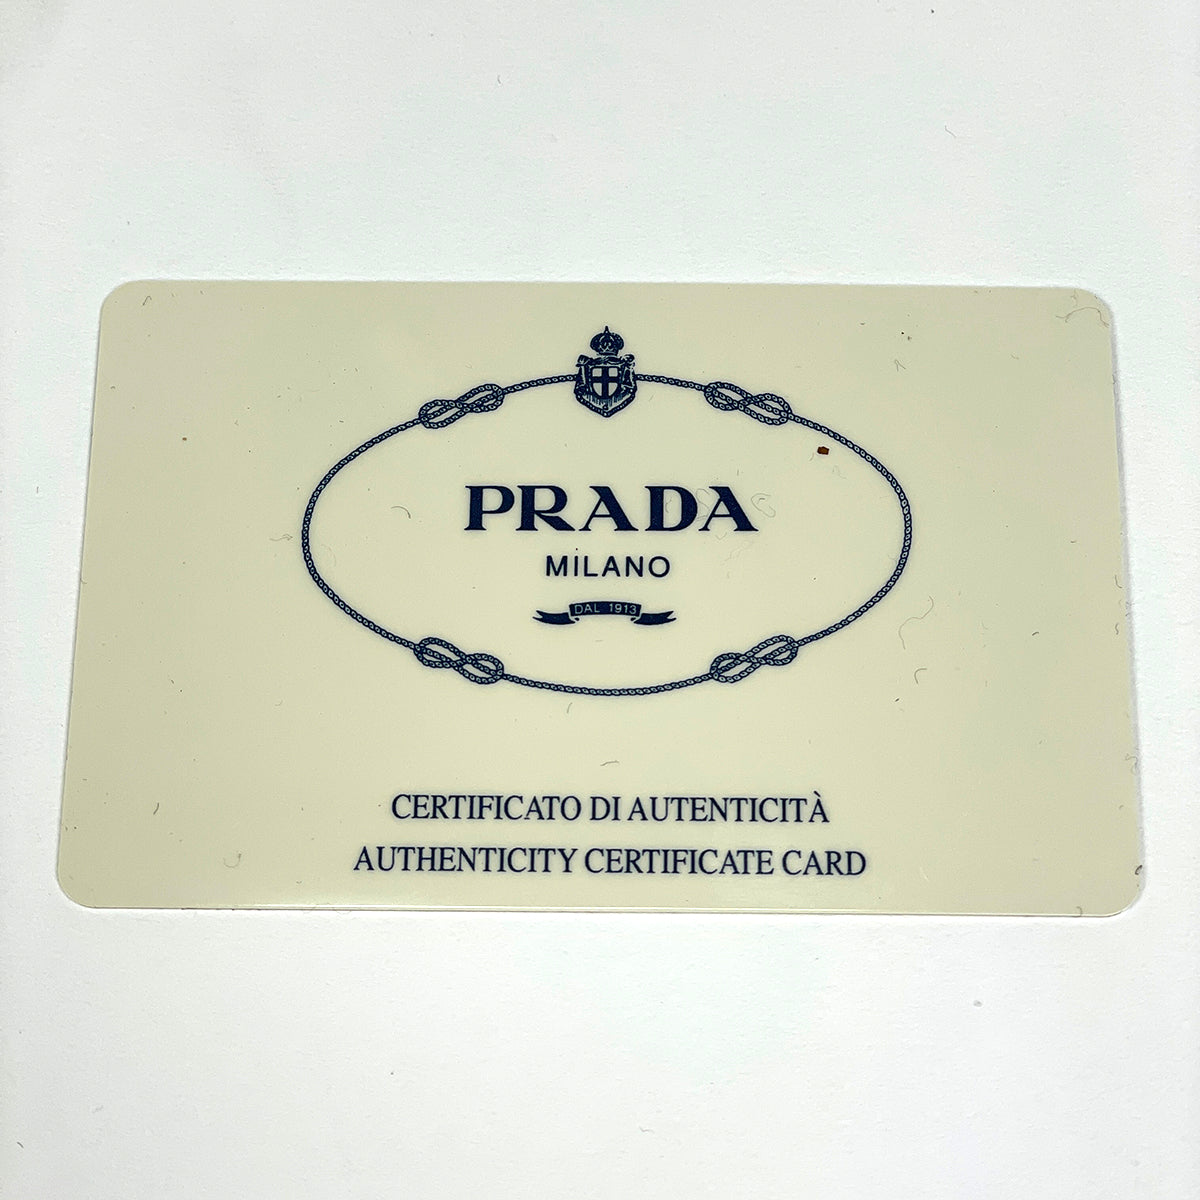 PRADA
MILANO
DAL 1913
CERTIFICATO DI AUTENTICITÀ
AUTHENTICITY CERTIFICATE CARD